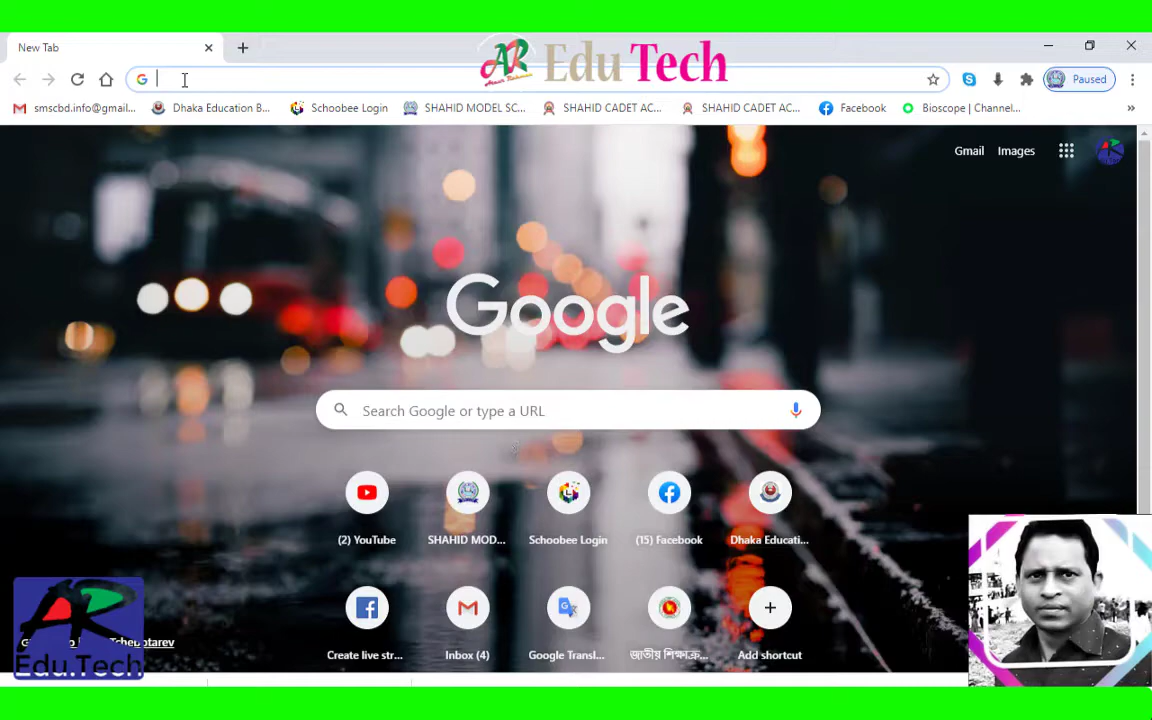 New Tab
AR Edu Tech
Paused
smscbd.info@gmail...
Dhaka Education B...
Schoobee Login
SHAHID MODEL SC...
SHAHID CADET AC...
SHAHID CADET AC...
Facebook
Bioscope | Channel...
»
Gmail
Images
Google
Search Google or type a URL
(2) YouTube
SHAHID MOD...
Schoobee Login
(15) Facebook
Dhaka Educati...
Create live str...
Inbox (4)
Google Transl...
জাতীয় শিক্ষাক্র...
Add shortcut
AR
Edu.Tech